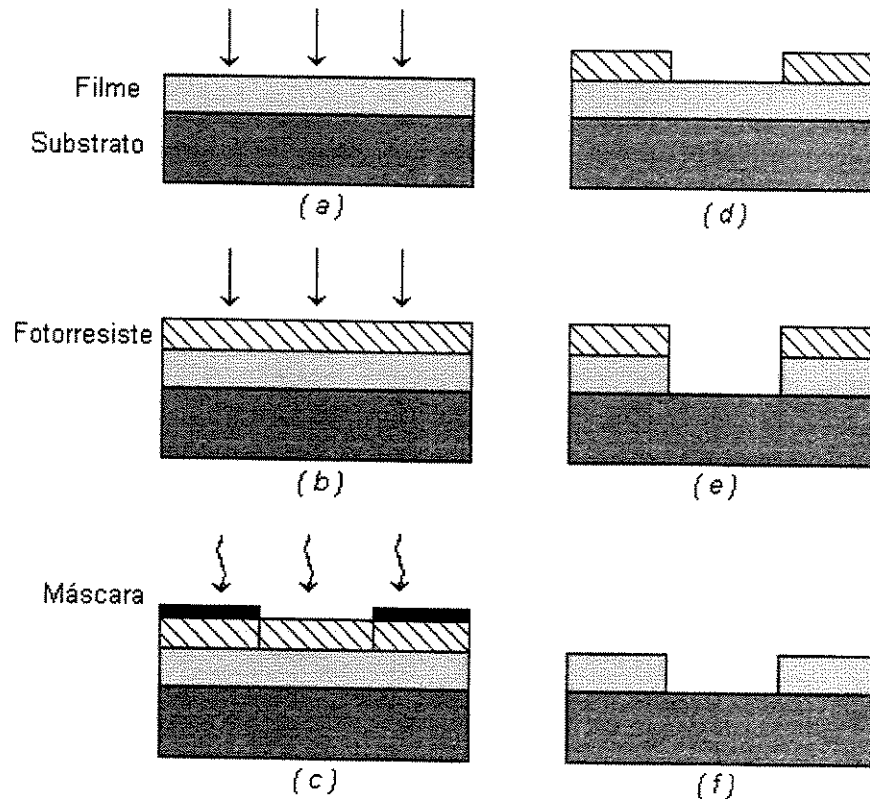 Filme
Substrato
(a)
Fotorresiste
(b)
Máscara
(c)
(d)
(e)
(f)